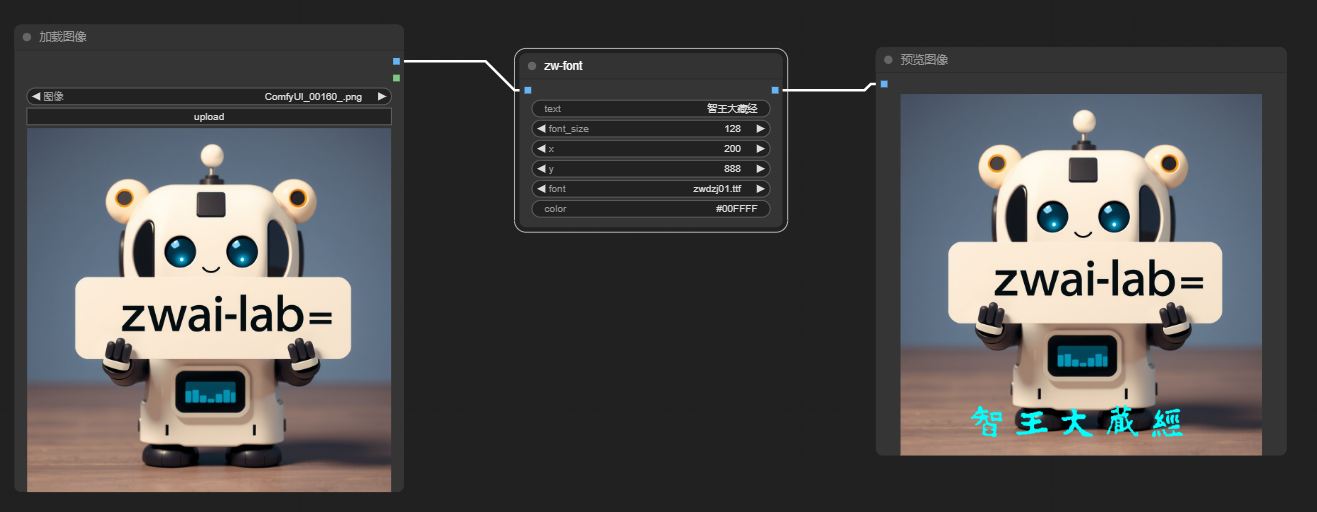 加载图像
图像
ComfyUI_00160_.png
upload
zwai-lab=
zw-font
text
智王大藏经
font_size
128
x
200
y
888
font
zwdzj01.ttf
color
#00FFFF
预览图像
zwai-lab=
智王大藏經